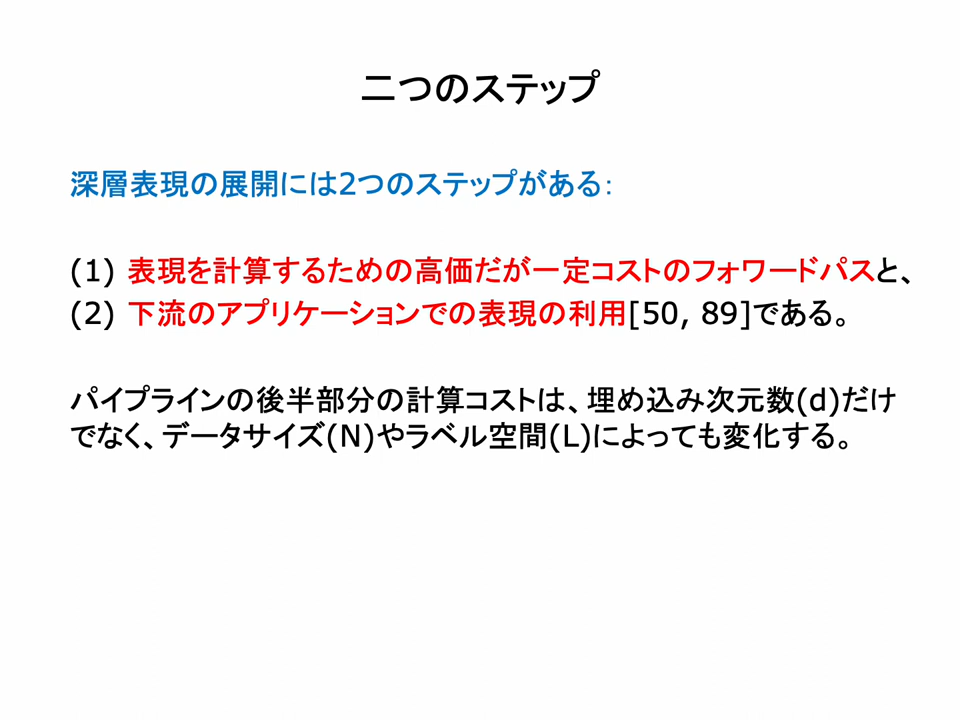 二つのステップ
深層表現の展開には2つのステップがある：
(1) 表現を計算するための高価だが一定コストのフォワードパスと、
(2) 下流のアプリケーションでの表現の利用[50, 89]である。
パイプラインの後半部分の計算コストは、埋め込み次元数(d)だけ
でなく、データサイズ(N)やラベル空間(L)によっても変化する。